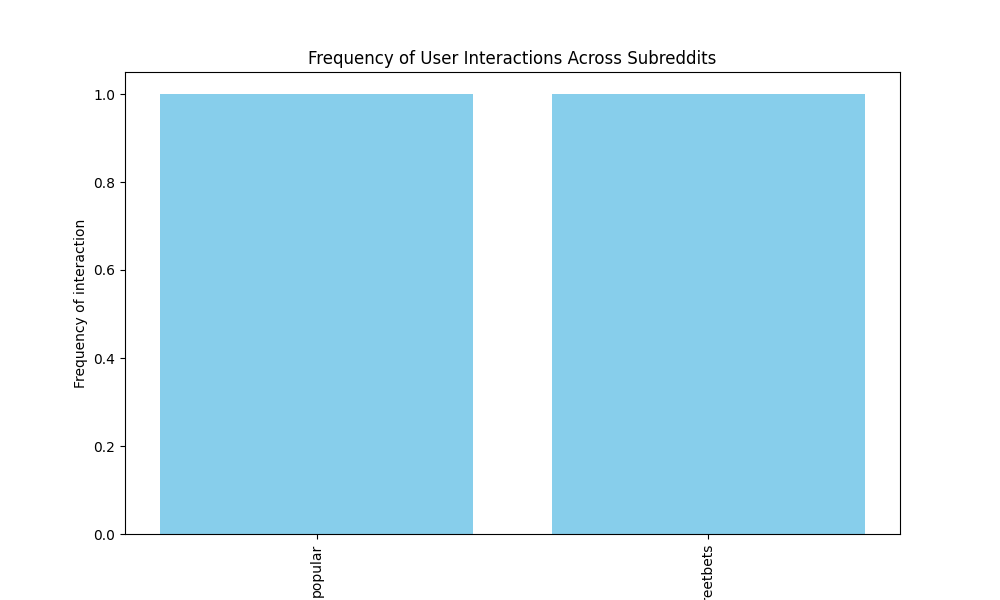 Frequency of User Interactions Across Subreddits
Frequency of interaction
1.0
0.8
0.6
0.4
0.2
0.0
popular
reetbets